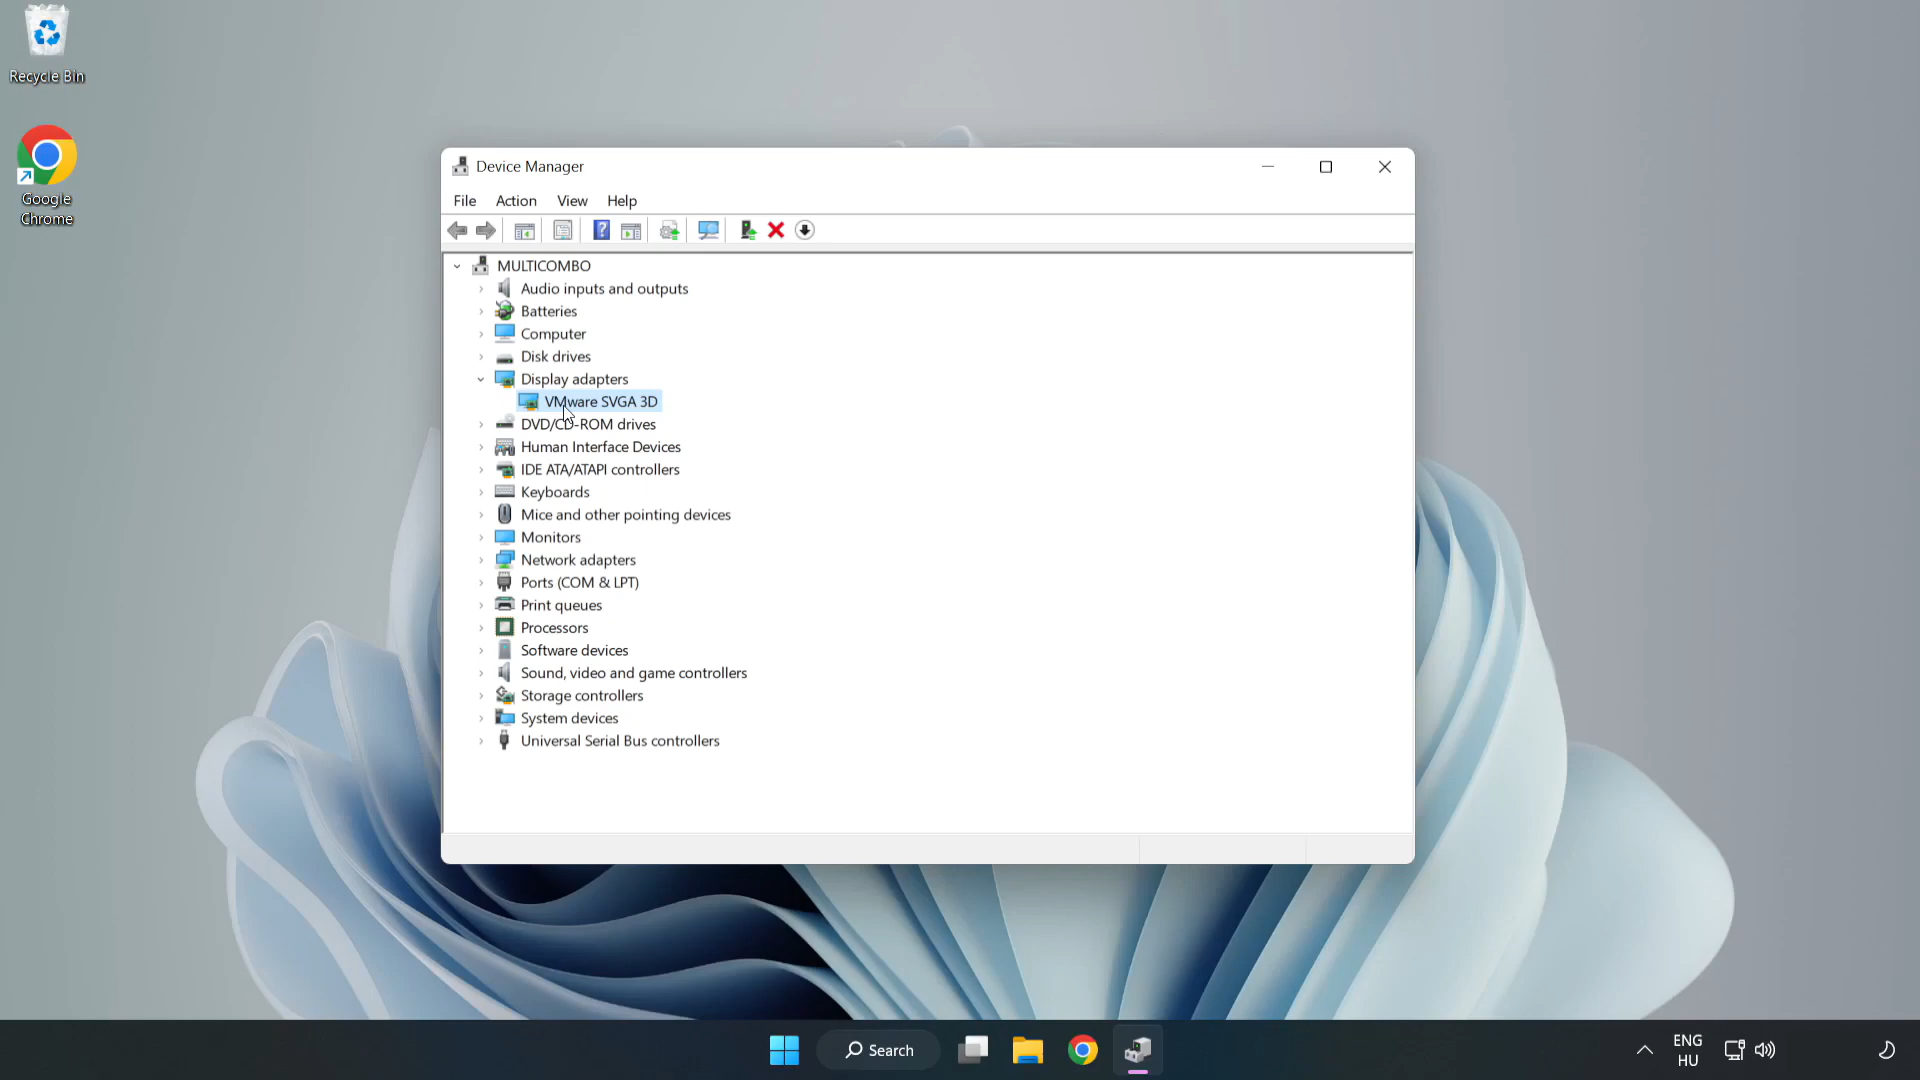 Recycle Bin
Google
Chrome
Device Manager
File Action View Help
MULTICOMBO
Audio inputs and outputs
Batteries
Computer
Disk drives
Display adapters
VMware SVGA 3D
DVD/CD-ROM drives
Human Interface Devices
IDE ATA/ATAPI controllers
Keyboards
Mice and other pointing devices
Monitors
Network adapters
Ports (COM & LPT)
Print queues
Processors
Software devices
Sound, video and game controllers
Storage controllers
System devices
Universal Serial Bus controllers
Search
ENG
HU